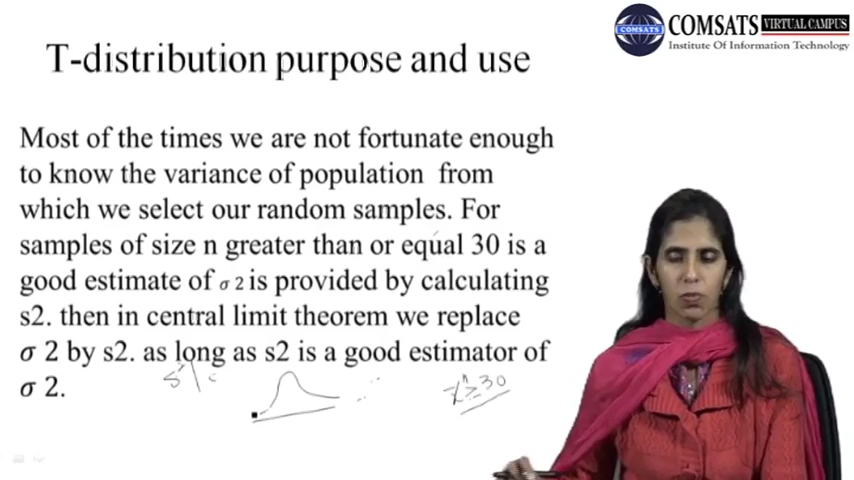 COMSATS VIRTUAL CAMPUS
COMSATS
Institute Of Information Technology
T-distribution purpose and use
Most of the times we are not fortunate enough
to know the variance of population from
which we select our random samples. For
samples of size n greater than or equal 30 is a
good estimate of σ 2 is provided by calculating
s2. then in central limit theorem we replace
σ 2 by s2. as long as s2 is a good estimator of
σ 2.
≥30